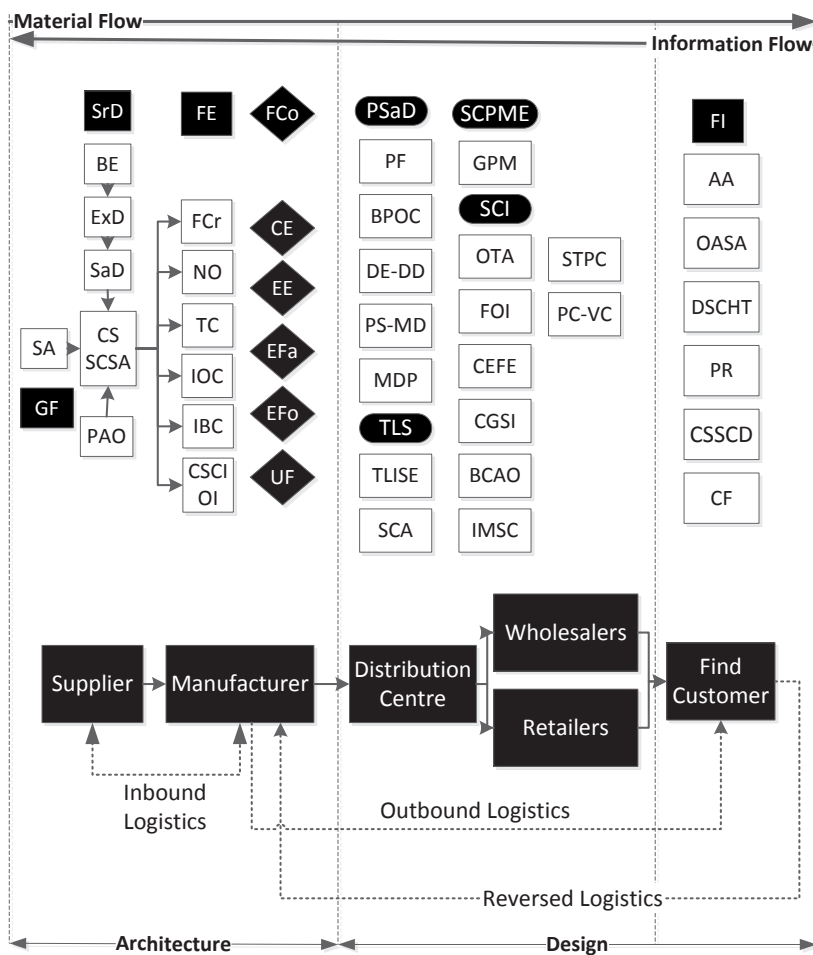 Material Flow
Information Flow
SrD
FE
FCo
PSaD
SCPME
FI
BE
ExD
SaD
SA
CS
SCSA
GF
PAO
FCr
NO
TC
IOC
IBC
CSCI
OI
CE
EE
EFa
EFo
UF
PF
BPOC
DE-DD
PS-MD
MDP
TLS
TLISE
SCA
GPM
SCI
OTA
FOI
CEFE
CGSI
BCAO
IMSC
STPC
PC-VC
AA
OASA
DSCHT
PR
CSSCD
CF
Supplier
Manufacturer
Distribution
Centre
Wholesalers
Retailers
Find
Customer
Inbound
Logistics
Outbound Logistics
Reversed Logistics
Architecture
Design